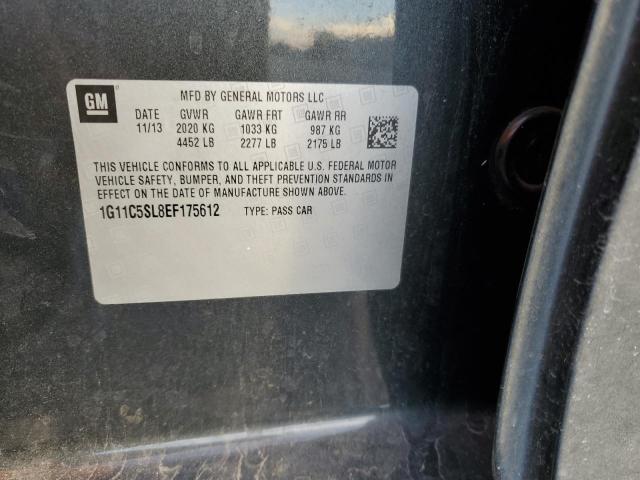 GM
MFD BY GENERAL MOTORS LLC
DATE GVWR GAWR FRT GAWR RR
11/13 2020 KG 1033 KG 987 KG
4452 LB 2277 LB 2175 LB
THIS VEHICLE CONFORMS TO ALL APPLICABLE U.S. FEDERAL MOTOR
VEHICLE SAFETY, BUMPER, AND THEFT PREVENTION STANDARDS IN
EFFECT ON THE DATE OF MANUFACTURE SHOWN ABOVE.
1G11C5SL8EF175612 TYPE: PASS CAR